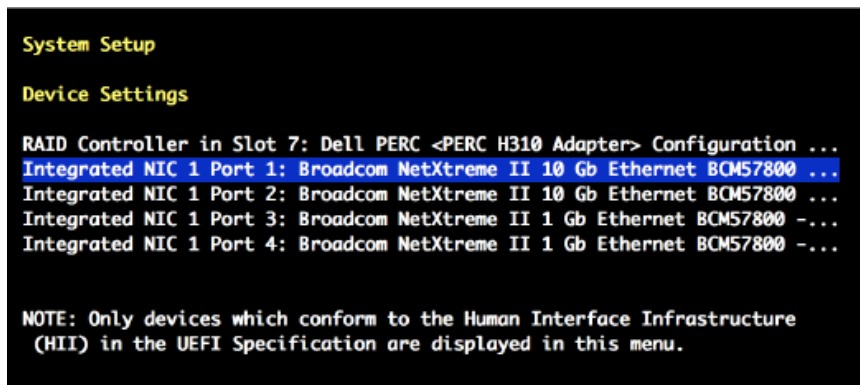 System Setup
Device Settings
RAID Controller in Slot 7: Dell PERC <PERC H310 Adapter> Configuration ...
Integrated NIC 1 Port 1: Broadcom NetXtreme II 10 Gb Ethernet BCM57800 ...
Integrated NIC 1 Port 2: Broadcom NetXtreme II 10 Gb Ethernet BCM57800 ...
Integrated NIC 1 Port 3: Broadcom NetXtreme II 1 Gb Ethernet BCM57800 -...
Integrated NIC 1 Port 4: Broadcom NetXtreme II 1 Gb Ethernet BCM57800 -...
NOTE: Only devices which conform to the Human Interface Infrastructure
(HII) in the UEFI Specification are displayed in this menu.